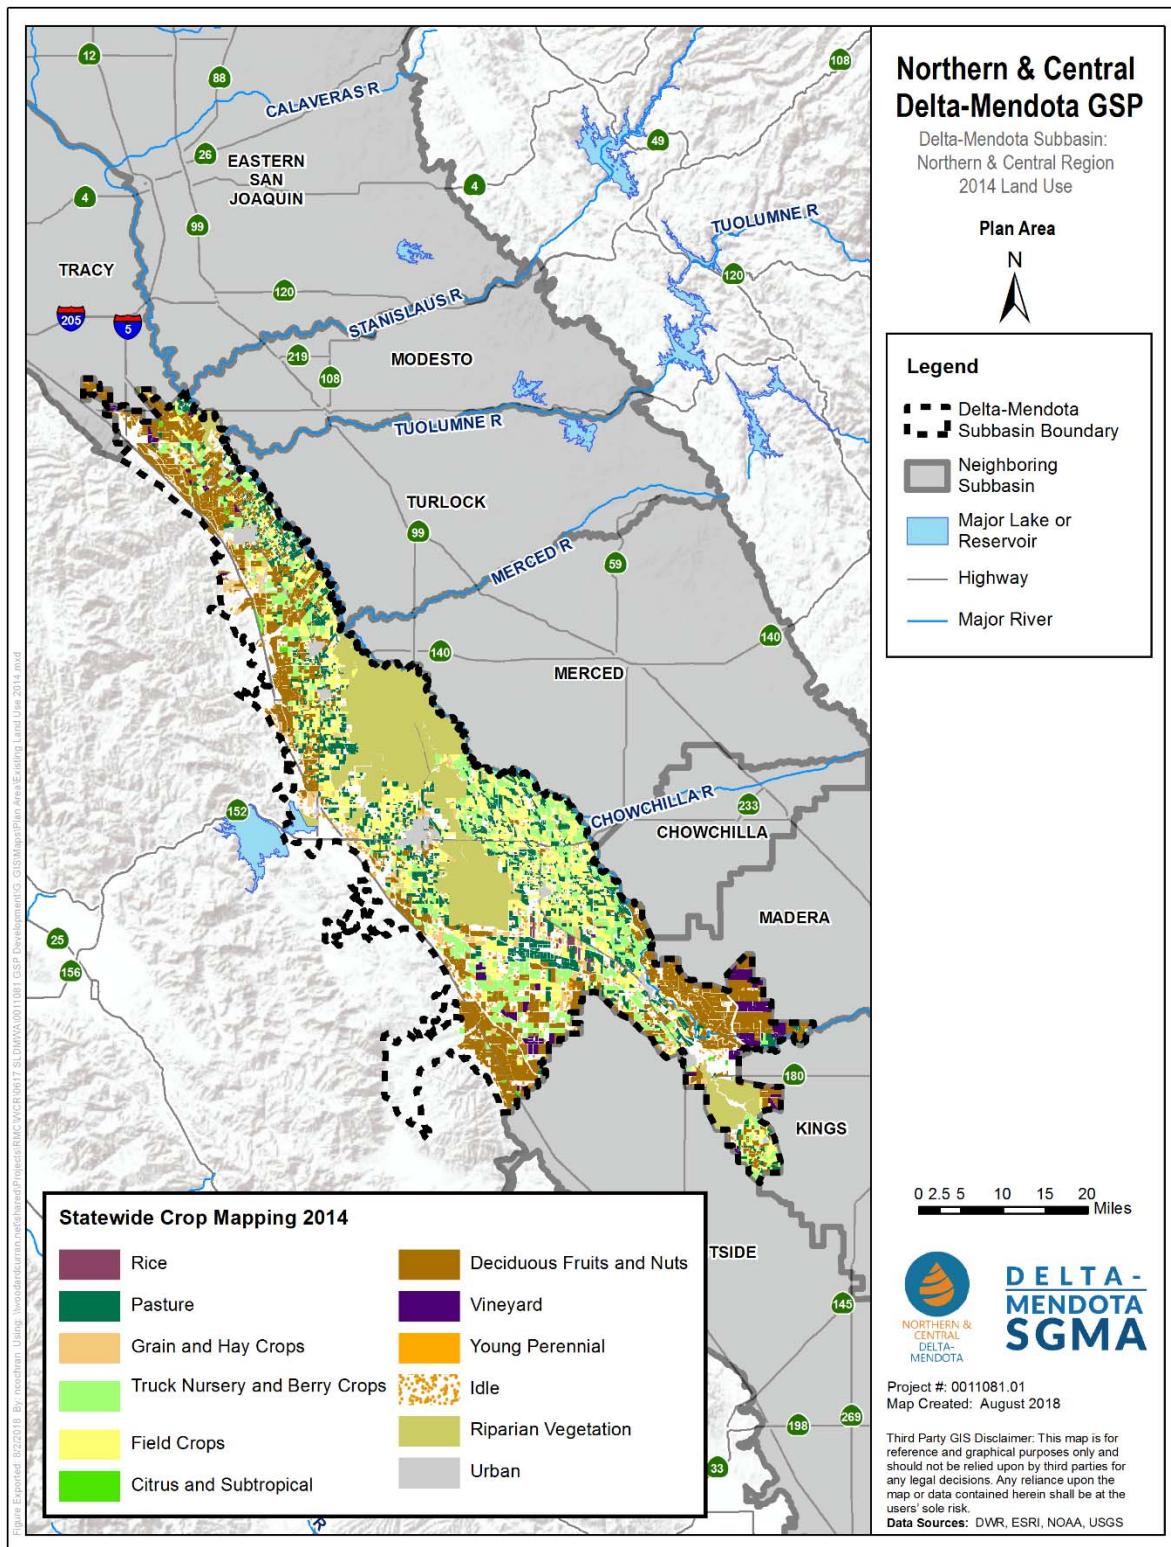 Northern & Central
Delta-Mendota GSP
Delta-Mendota Subbasin:
Northern & Central Region
2014 Land Use
Plan Area
N
Legend
Delta-Mendota
Subbasin Boundary
Neighboring
Subbasin
Major Lake or
Reservoir
Highway
Major River
12
88
108
CALAVERAS R
49
26
EASTERN
SAN
JOAQUIN
4
4
99
TUOLUMNE R
TRACY
120
120
205
5
STANISLAUS R
219
MODESTO
108
TUOLUMNE R
TURLOCK
99
MERCED R
59
140
140
MERCED
152
CHOWCHILLA R
233
CHOWCHILLA
MADERA
25
156
180
KINGS
TSIDE
145
198
269
33
R
Statewide Crop Mapping 2014
Rice
Pasture
Grain and Hay Crops
Truck Nursery and Berry Crops
Field Crops
Citrus and Subtropical
Deciduous Fruits and Nuts
Vineyard
Young Perennial
Idle
Riparian Vegetation
Urban
0 2.5 5 10 15 20
Miles
NORTHERN &
CENTRAL
DELTA-
MENDOTA
DELTA-
MENDOTA
SGMA
Project #: 0011081.01
Map Created: August 2018
Third Party GIS Disclaimer: This map is for
reference and graphical purposes only and
should not be relied upon by third parties for
any legal decisions. Any reliance upon the
map or data contained herein shall be at the
users' sole risk.
Data Sources: DWR, ESRI, NOAA, USGS